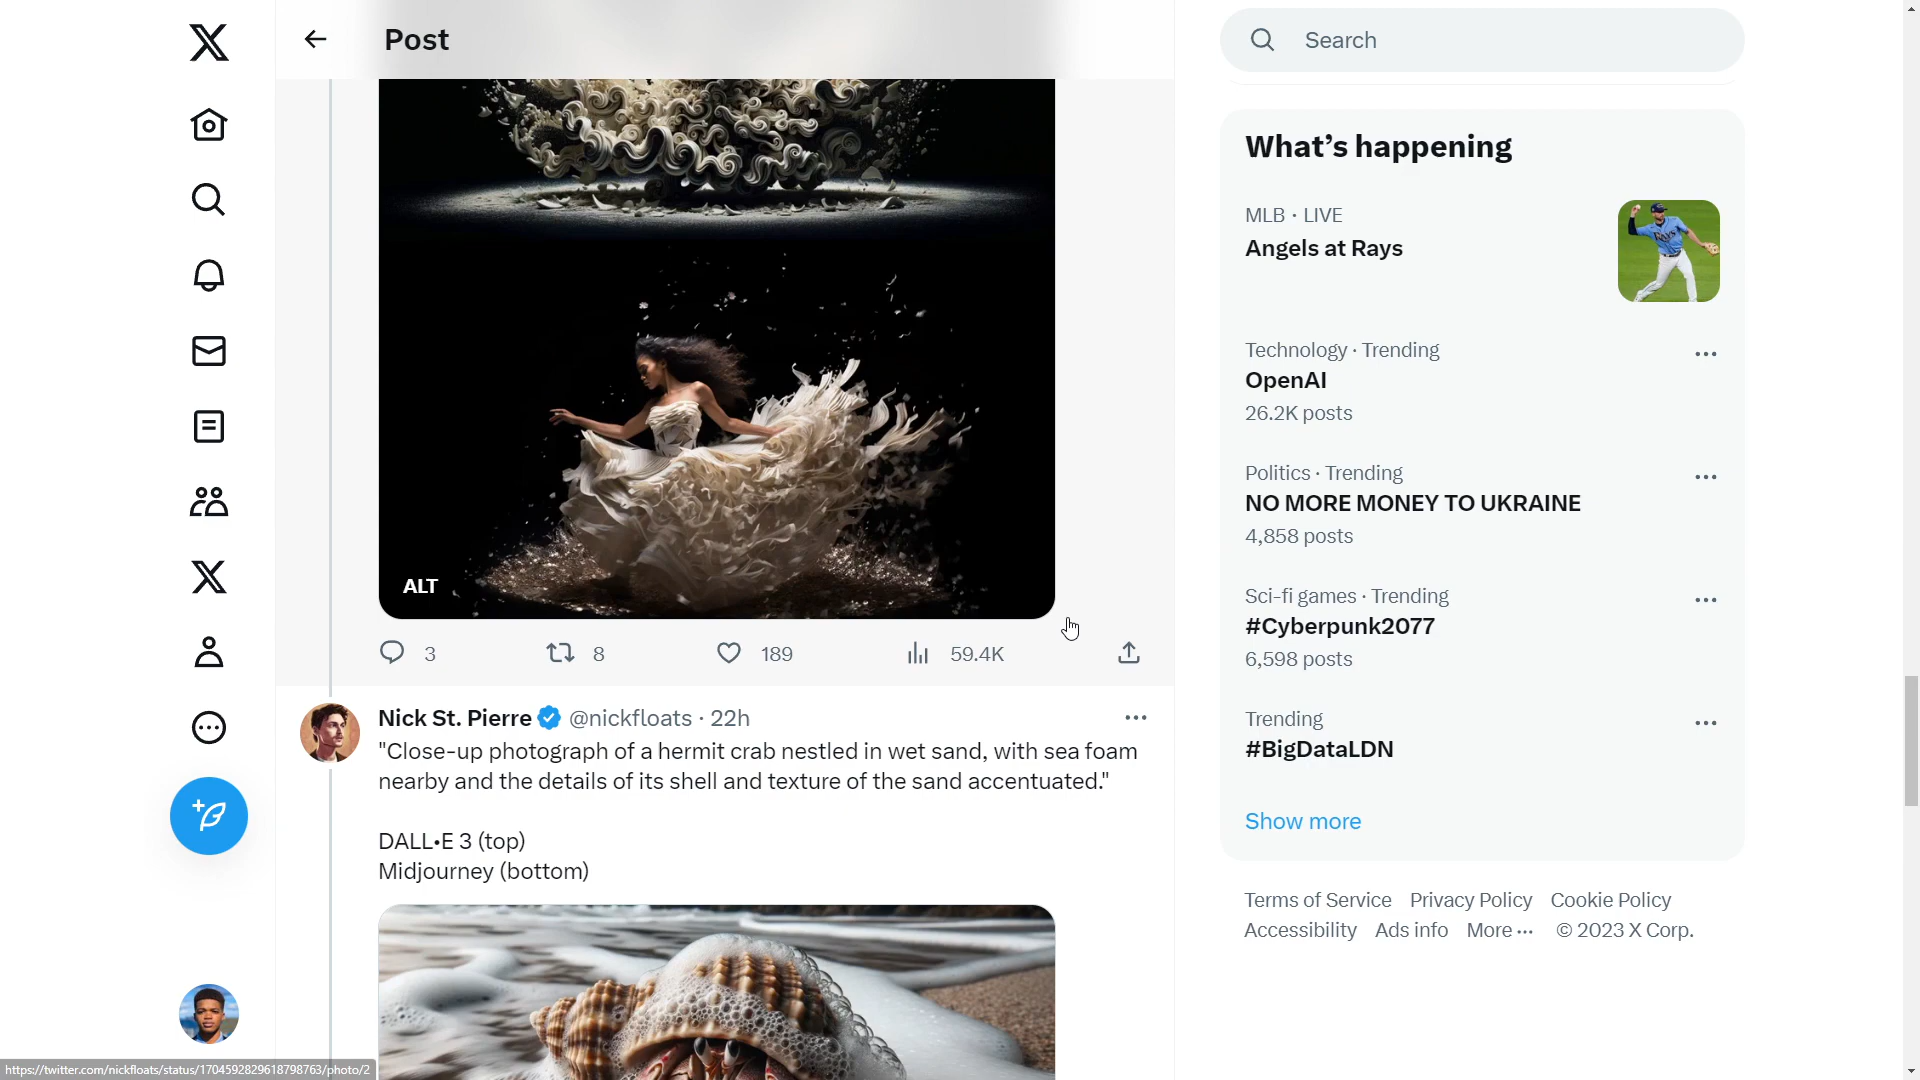 Post
ALT
3
8
189
59.4K
Nick St. Pierre @nickfloats · 22h
"Close-up photograph of a hermit crab nestled in wet sand, with sea foam
nearby and the details of its shell and texture of the sand accentuated."
DALL•E 3 (top)
Midjourney (bottom)
Search
What's happening
MLB · LIVE
Angels at Rays
Technology · Trending
OpenAI
26.2K posts
Politics · Trending
NO MORE MONEY TO UKRAINE
4,858 posts
Sci-fi games · Trending
#Cyberpunk2077
6,598 posts
Trending
#BigDataLDN
Show more
Terms of Service Privacy Policy Cookie Policy
Accessibility Ads info More ··· © 2023 X Corp.
https://twitter.com/nickfloats/status/1704592829618798763/photo/2